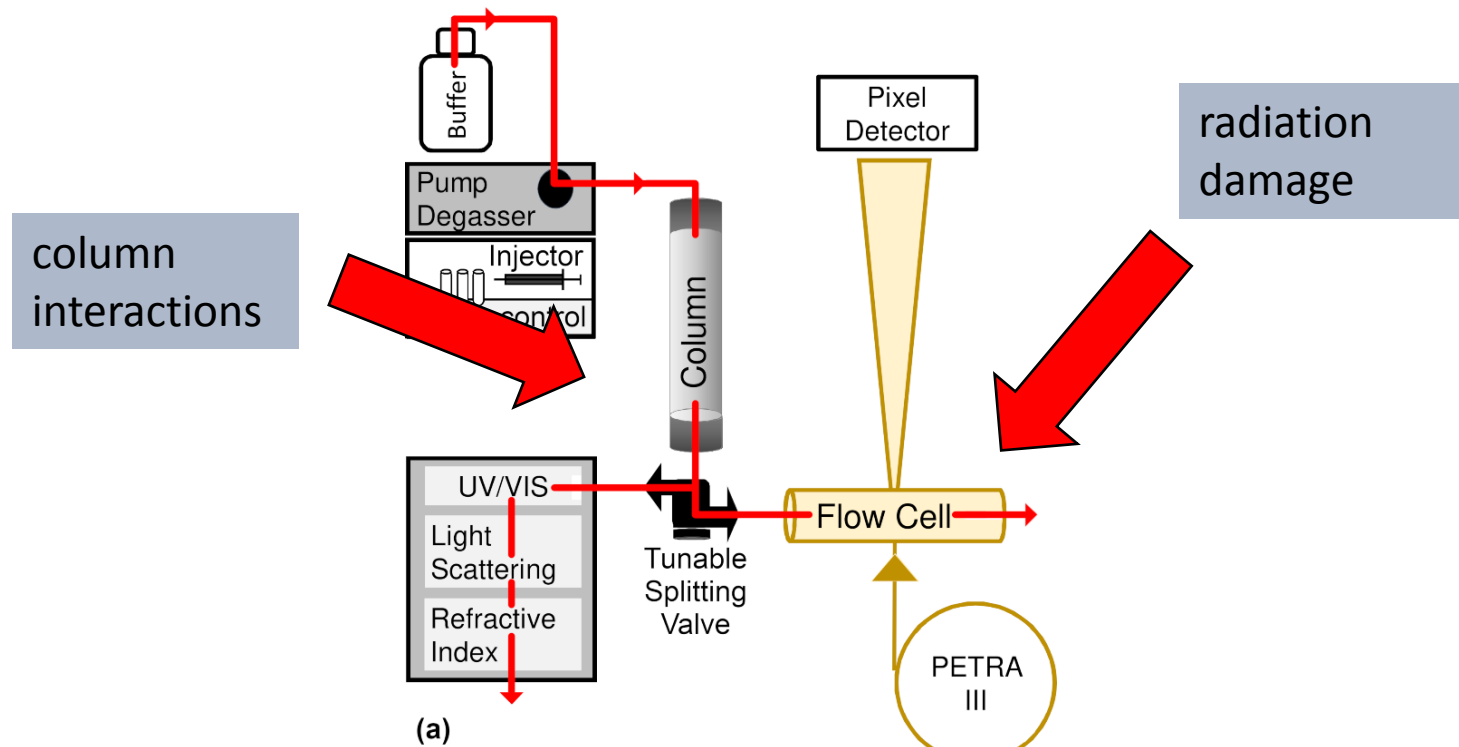 Buffer
Pump
Degasser
Injector
control
column
interactions
Column
Pixel
Detector
radiation
damage
UV/VIS
Light
Scattering
Refractive
Index
Tunable
Splitting
Valve
Flow Cell
PETRA
III
(a)